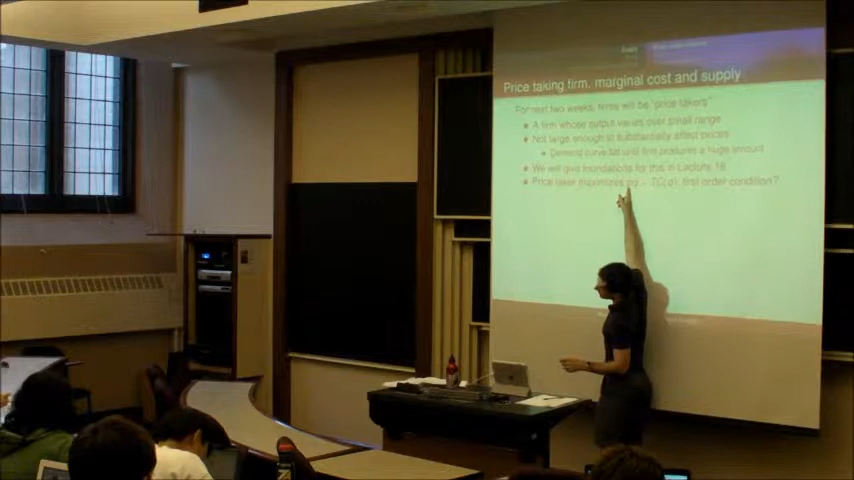 Price taking firm, marginal cost and supply
For next two weeks, firms will be "price takers"
A firm whose output varies over small range
Not large enough to substantially affect prices
Demand curve flat until firm produces a huge amount
We will give foundations for this in Lecture 16
Price taker maximizes pq - TC(q), first order condition?